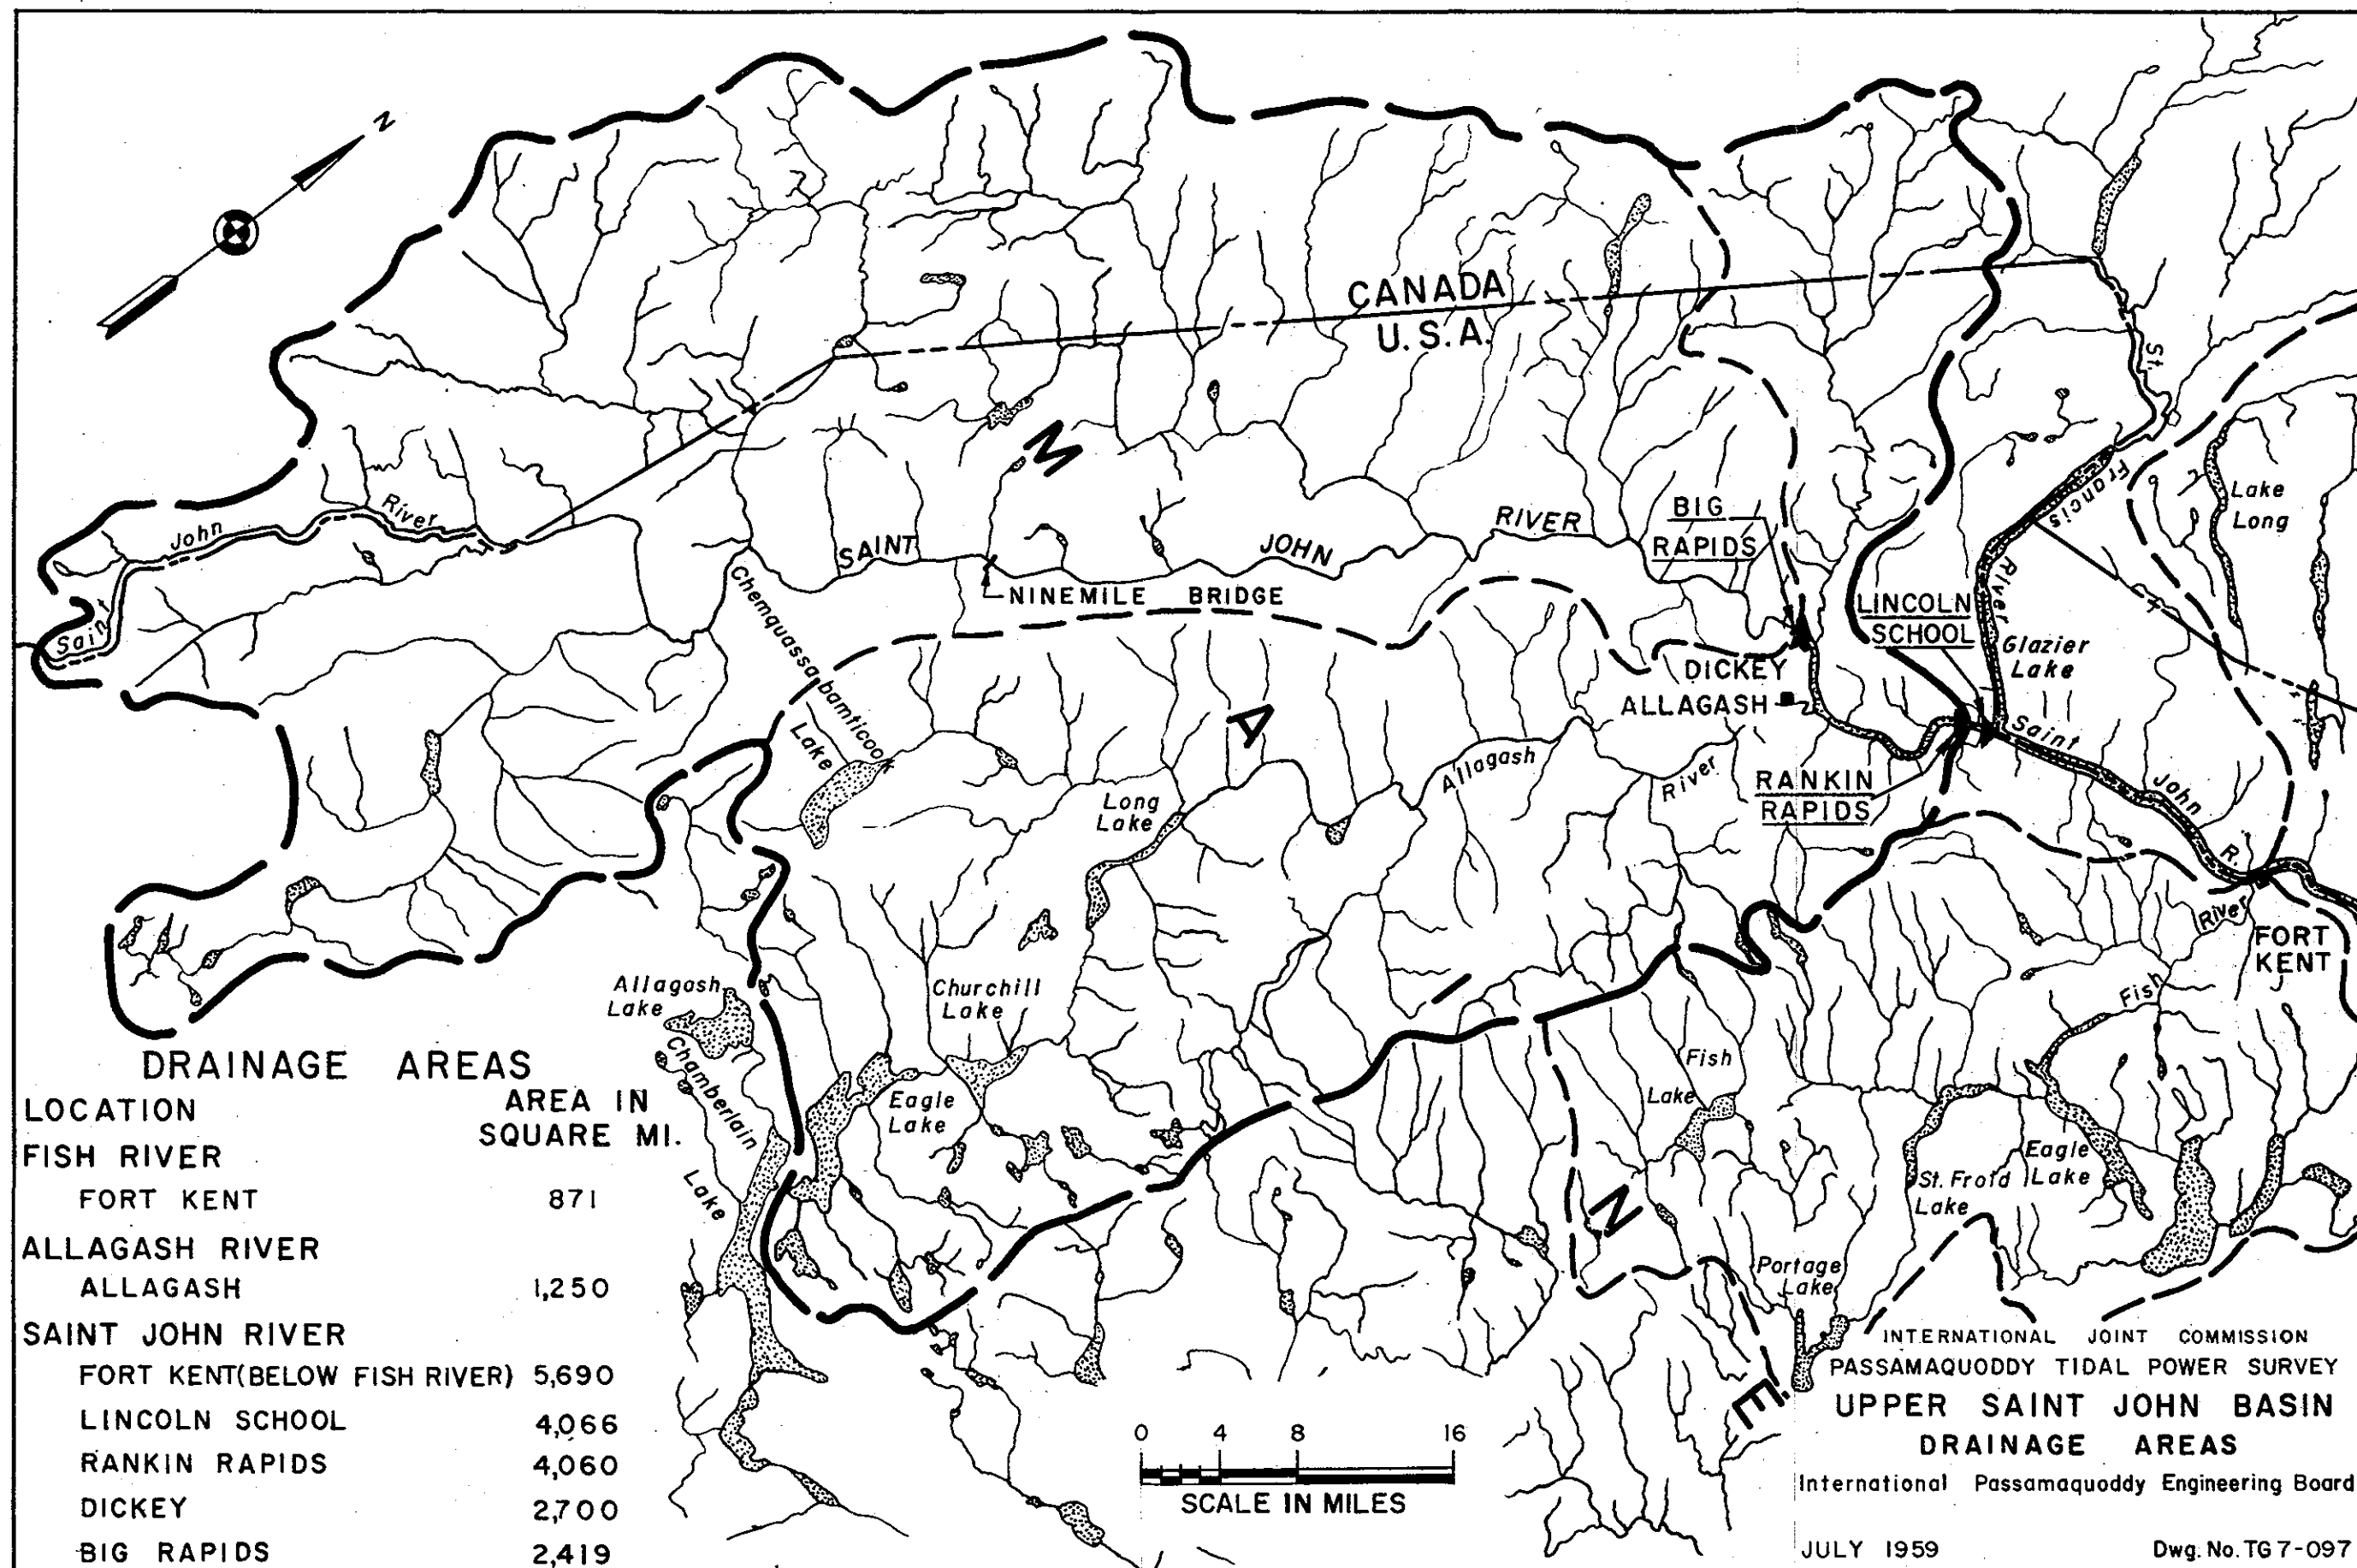 N
CANADA
U.S.A.
St.
Francis
River
Lake
Long
John
River
Saint
SAINT
JOHN
RIVER
BIG
RAPIDS
NINEMILE BRIDGE
LINCOLN
SCHOOL
Glazier
Lake
DICKEY
ALLAGASH
Chemquassabamticook
Lake
M
A
I
N
E
Allagash
River
Long
Lake
RANKIN
RAPIDS
Saint
John
R.
River
FORT
KENT
Fish
Allagash
Lake
Churchill
Lake
Chamberlain
Lake
Eagle
Lake
Fish
Lake
Eagle
Lake
St. Froid
Lake
Portage
Lake
DRAINAGE AREAS
LOCATION AREA IN
SQUARE MI.
FISH RIVER
FORT KENT 871
ALLAGASH RIVER
ALLAGASH 1,250
SAINT JOHN RIVER
FORT KENT(BELOW FISH RIVER) 5,690
LINCOLN SCHOOL 4,066
RANKIN RAPIDS 4,060
DICKEY 2,700
BIG RAPIDS 2,419
0 4 8 16
SCALE IN MILES
INTERNATIONAL JOINT COMMISSION
PASSAMAQUODDY TIDAL POWER SURVEY
UPPER SAINT JOHN BASIN
DRAINAGE AREAS
International Passamaquoddy Engineering Board
JULY 1959 Dwg. No. TG 7-097